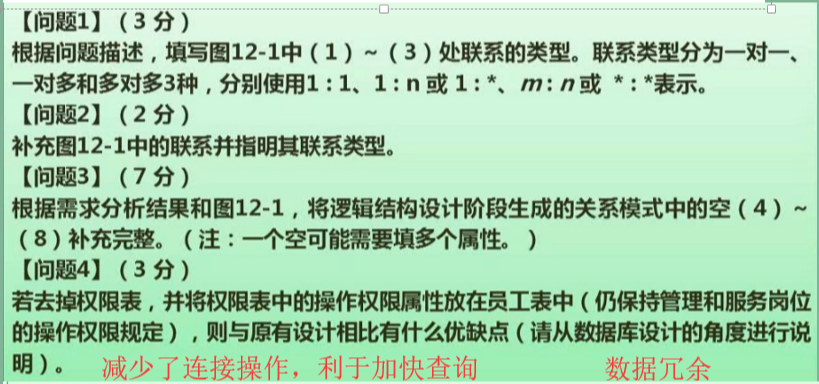 【问题1】（3 分）
根据问题描述，填写图12-1中（1）~（3）处联系的类型。联系类型分为一对一、
一对多和多对多3种，分别使用1：1、1：n 或 1：*、m：n 或 *：*表示。
【问题2】（2 分）
补充图12-1中的联系并指明其联系类型。
【问题3】（7 分）
根据需求分析结果和图12-1，将逻辑结构设计阶段生成的关系模式中的空（4）~
（8）补充完整。（注：一个空可能需要填多个属性。）
【问题4】（3 分）
若去掉权限表，并将权限表中的操作权限属性放在员工表中（仍保持管理和服务岗位
的操作权限规定），则与原有设计相比有什么优缺点（请从数据库设计的角度进行说
明）。 减少了连接操作，利于加快查询 数据冗余